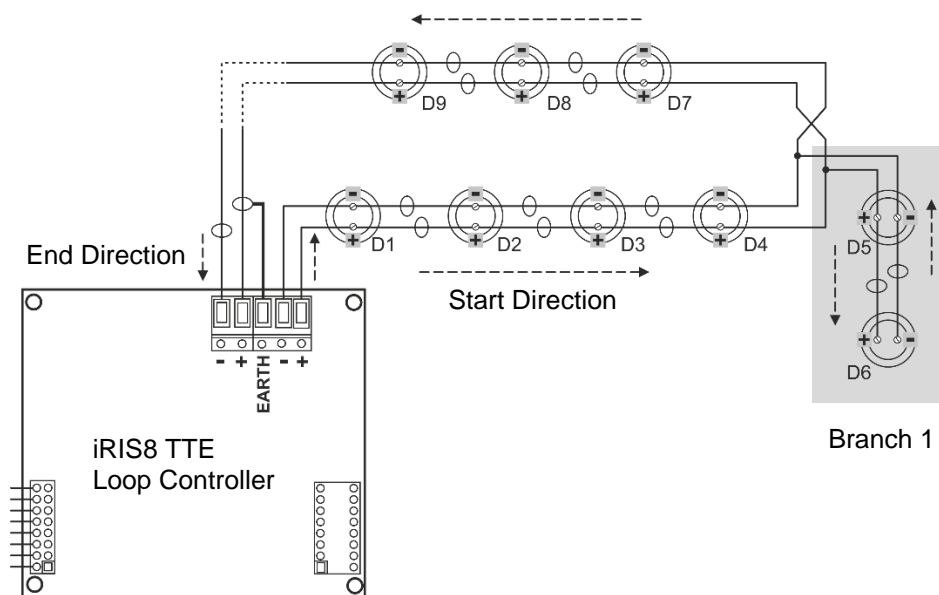 - - -
+ + +
D9 D8 D7
- - - -
+ + + +
D1 D2 D3 D4
+ -
D5
+ -
D6
End Direction
Start Direction
- + EARTH - +
iRIS8 TTE
Loop Controller
Branch 1